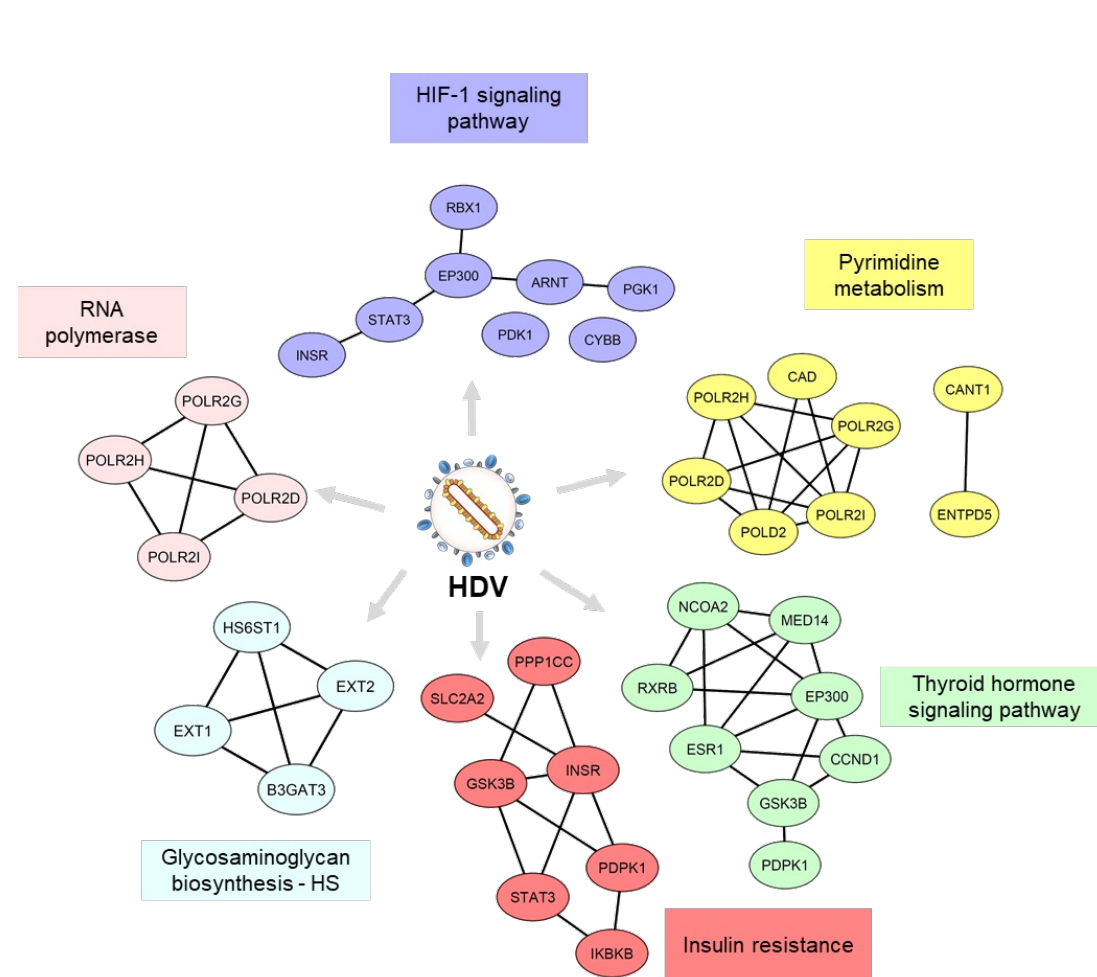 HIF-1 signaling
pathway
RBX1
EP300
ARNT
PGK1
STAT3
PDK1
CYBB
INSR
Pyrimidine
metabolism
RNA
polymerase
CAD
POLR2H
CANT1
POLR2G
POLR2D
POLR2I
POLD2
ENTPD5
POLR2G
POLR2H
POLR2D
POLR2I
HDV
NCOA2
MED14
RXRB
EP300
ESR1
CCND1
GSK3B
PDPK1
Thyroid hormone
signaling pathway
HS6ST1
EXT2
EXT1
B3GAT3
Glycosaminoglycan
biosynthesis - HS
PPP1CC
SLC2A2
INSR
GSK3B
PDPK1
STAT3
IKBKB
Insulin resistance